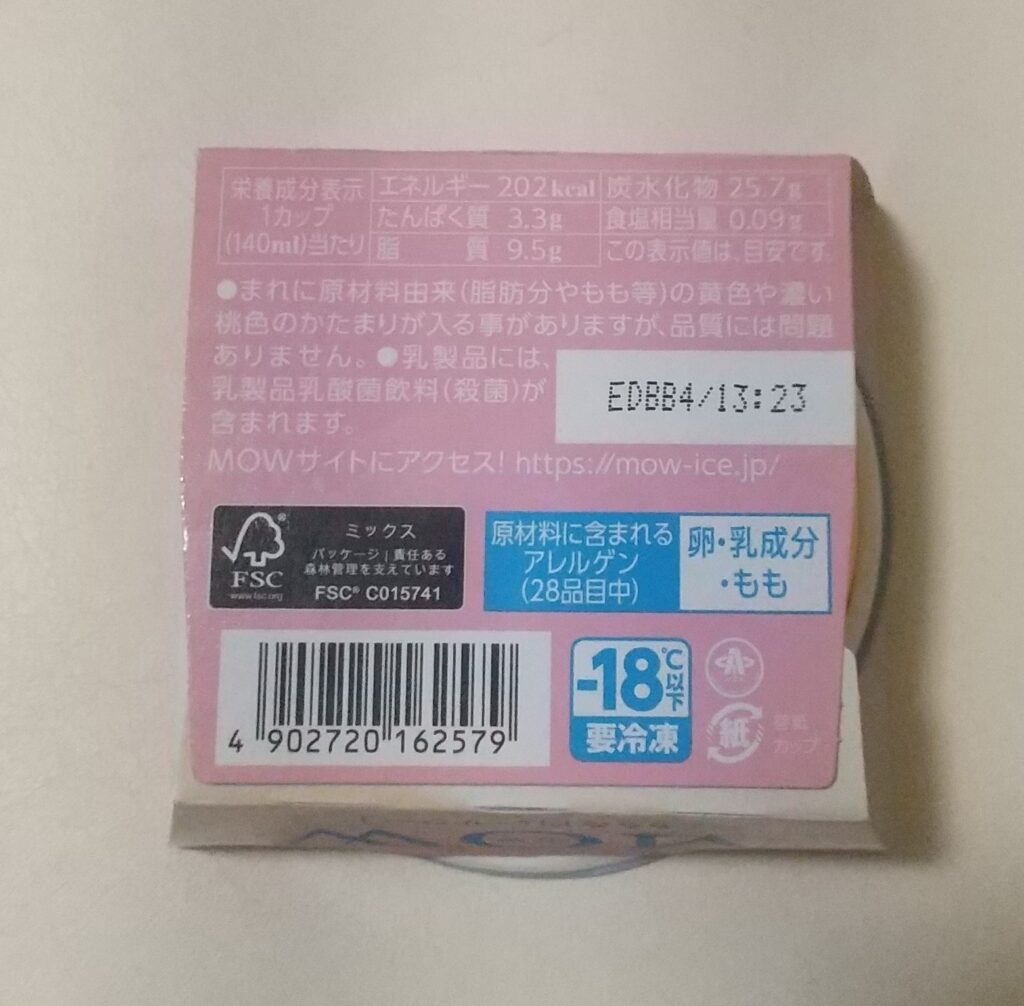 栄養成分表示
1カップ
(140ml)当たり
エネルギー 202kcal 炭水化物 25.7g
たんぱく質 3.3g 食塩相当量 0.09g
脂 質 9.5g この表示値は、目安です。
●まれに原材料由来(脂肪分やもも等)の黄色や濃い
桃色のかたまりが入る事がありますが、品質には問題
ありません。●乳製品には、
乳製品乳酸菌飲料(殺菌)が
含まれます。
EDBB4/13:23
MOWサイトにアクセス! https://mow-ice.jp/
FSC®
www.fsc.org
ミックス
パッケージ|責任ある
森林管理を支えています
FSC® C015741
原材料に含まれる
アレルゲン
(28品目中)
卵・乳成分
・もも
4 902720 162579
-18℃以下
要冷凍
紙
カップ
MOW